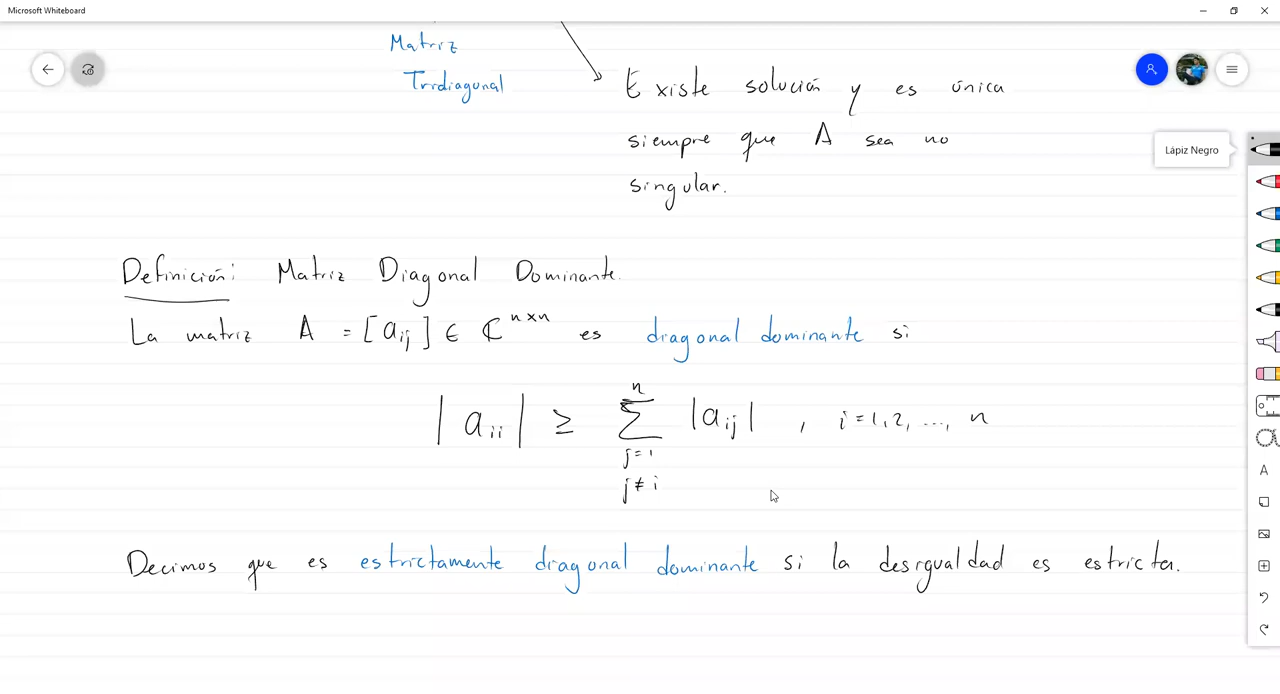 Microsoft Whiteboard
Matriz
Tridiagonal
Existe solución y es única
siempre que A sea no
singular.
Lápiz Negro
Definición: Matriz Diagonal Dominante.
La matriz A = [aij] ∈ ℂ^{n×n} es diagonal dominante si
|aii| ≥ ∑_{j=1, j≠i}^{n} |aij| , i=1,2,..., n
Decimos que es estrictamente diagonal dominante si la desigualdad es estricta.
A